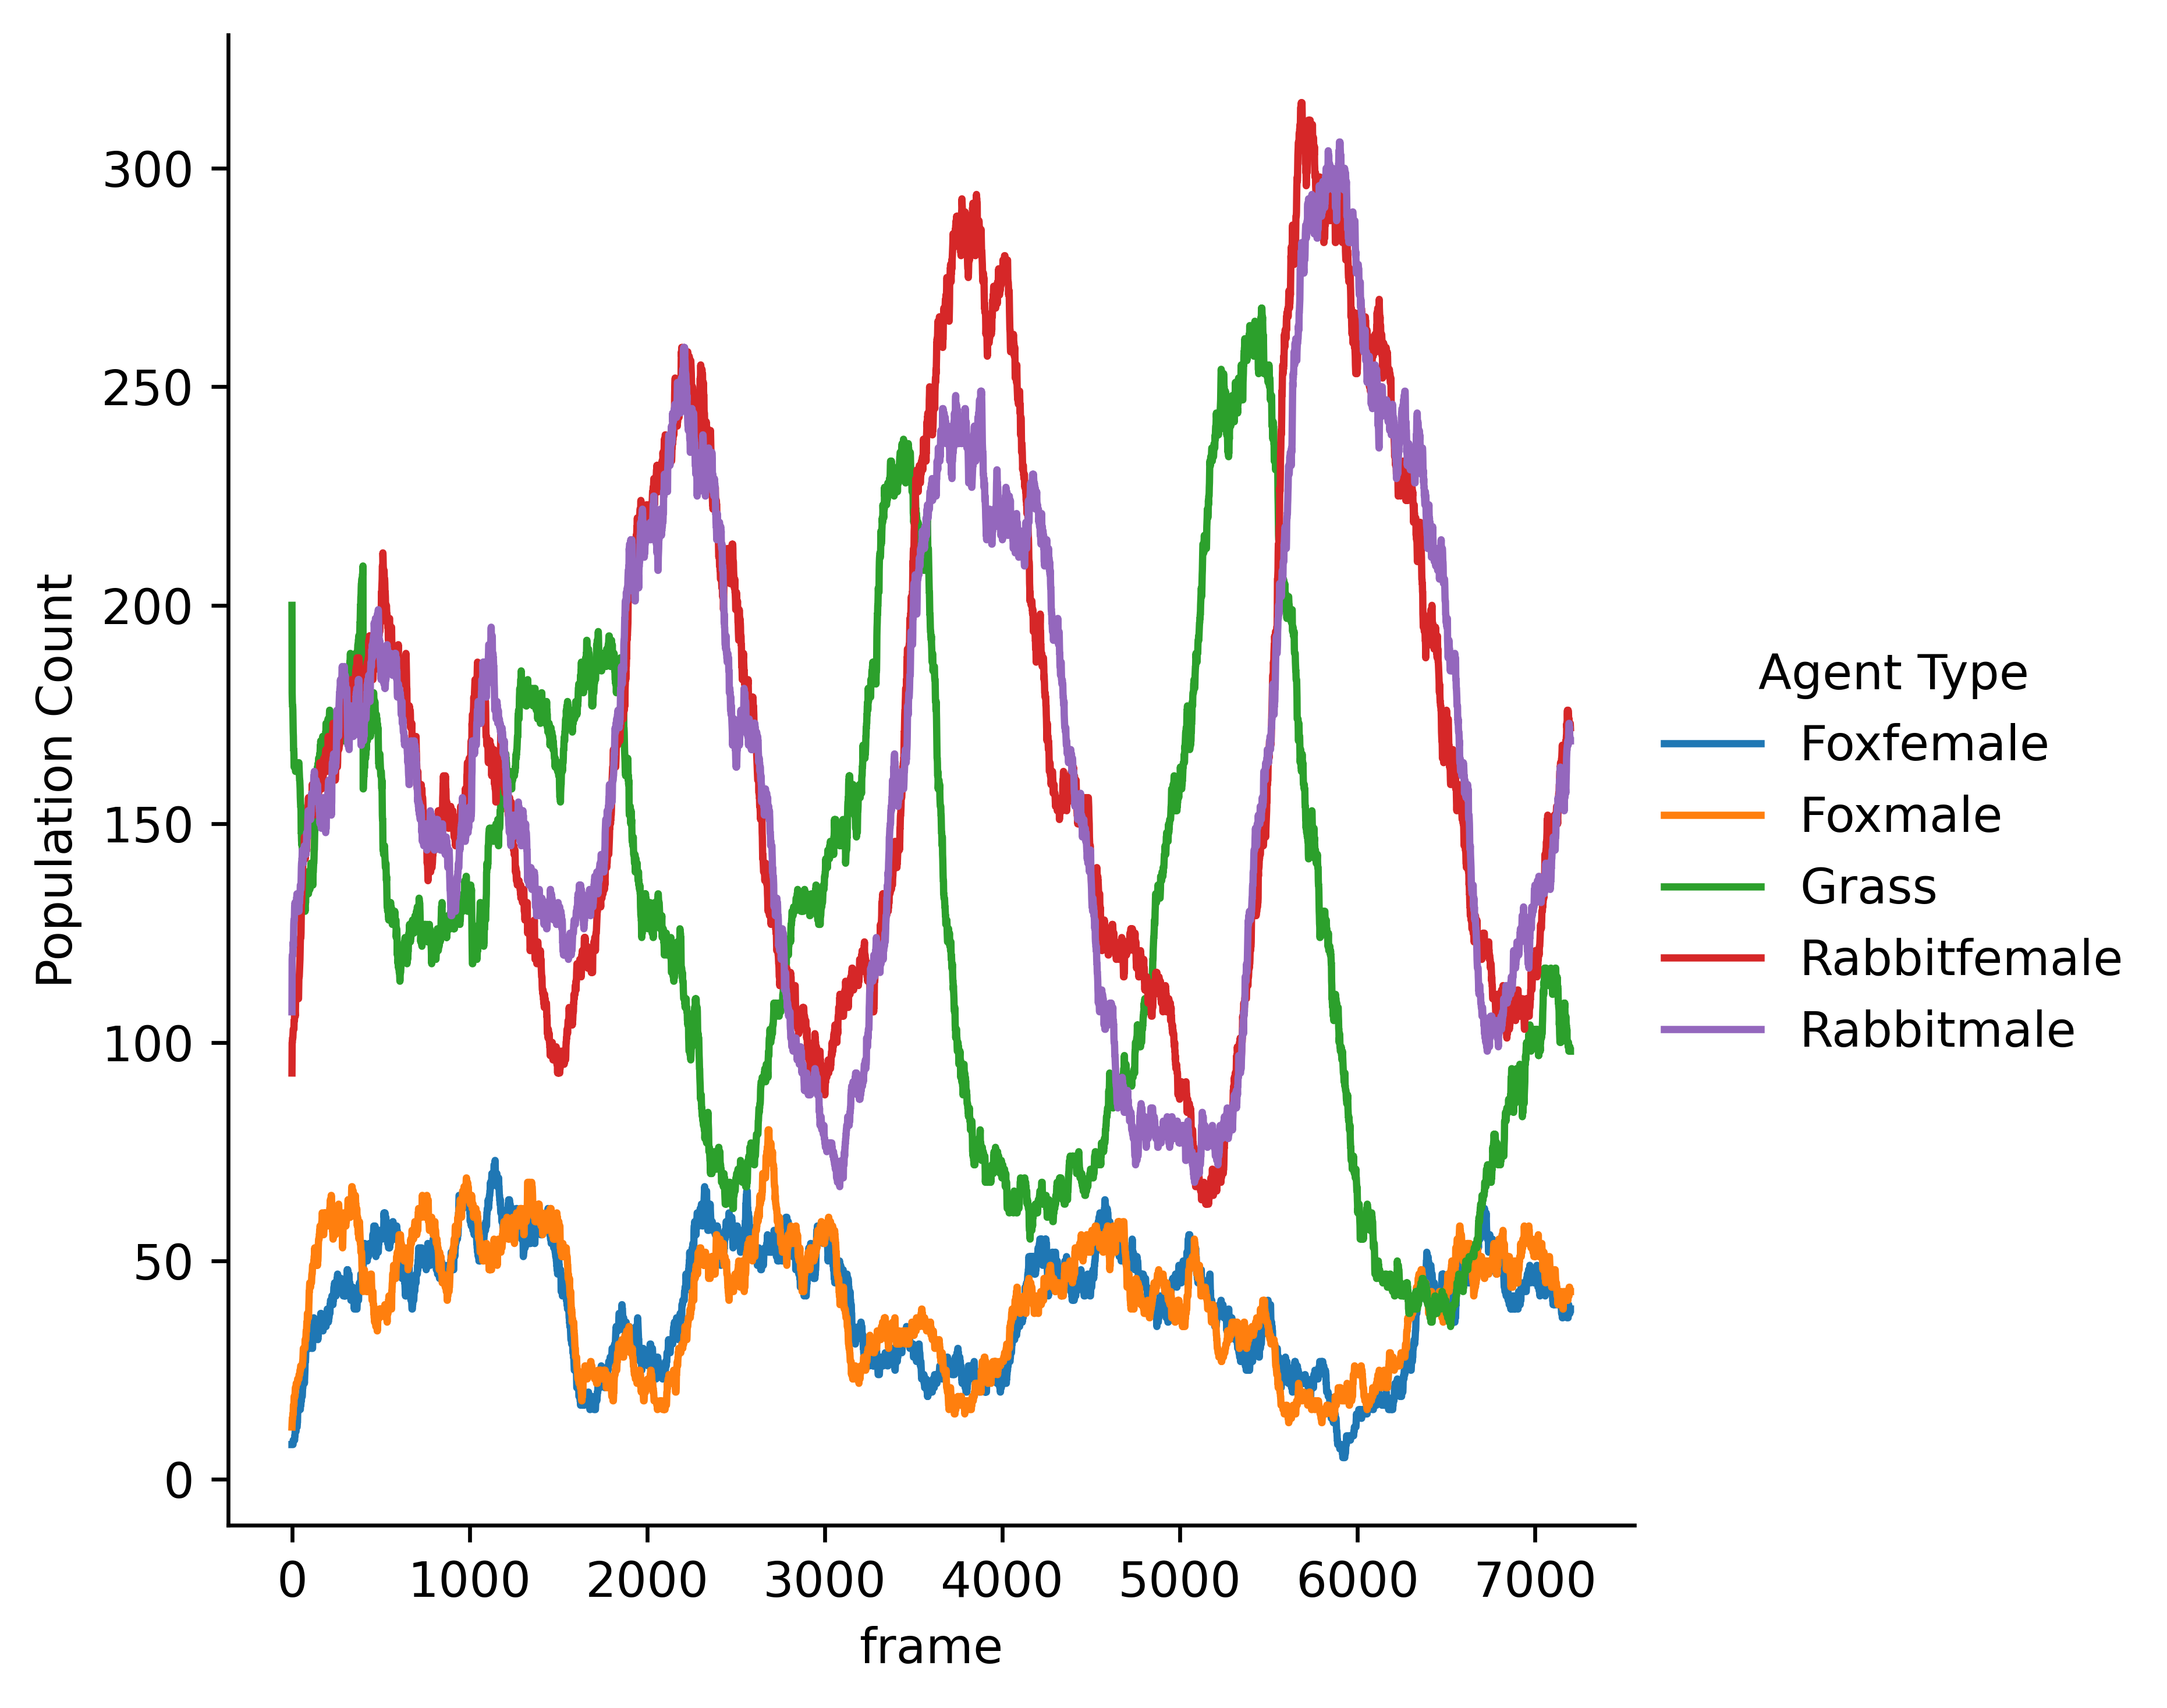 Population Count
300
250
200
150
100
50
0
0 1000 2000 3000 4000 5000 6000 7000
frame
Agent Type
Foxfemale
Foxmale
Grass
Rabbitfemale
Rabbitmale